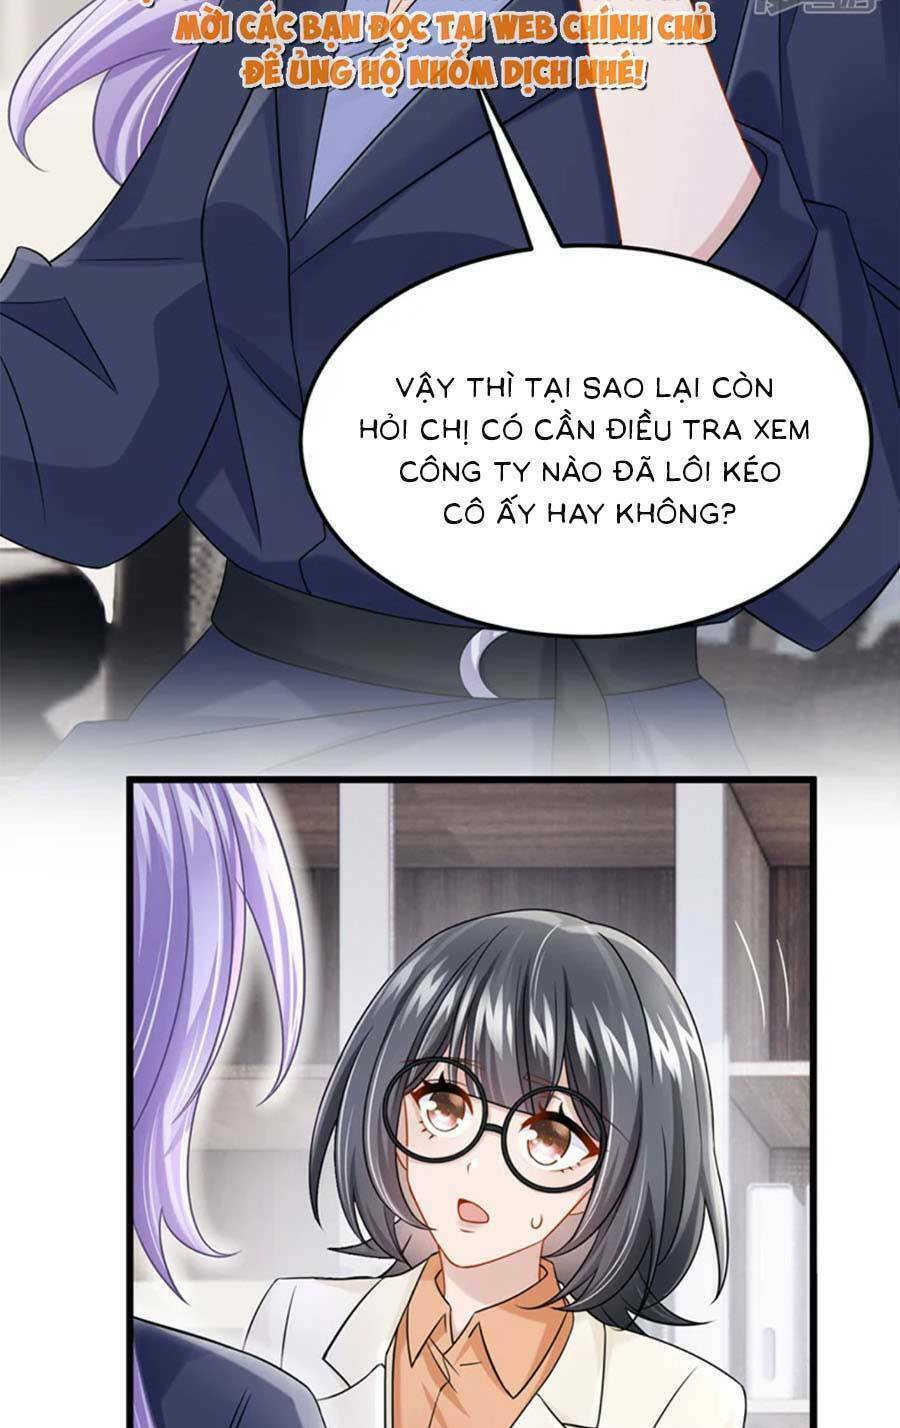 MỜI CÁC BẠN ĐỌC TẠI WEB CHÍNH CHỦ
ĐỂ ỦNG HỘ NHÓM DỊCH NHÉ!
VẬY THÌ TẠI SAO LẠI CÒN
HỎI CHỊ CÓ CẦN ĐIỀU TRA XEM
CÔNG TY NÀO ĐÃ LÔI KÉO
CÔ ẤY HAY KHÔNG?